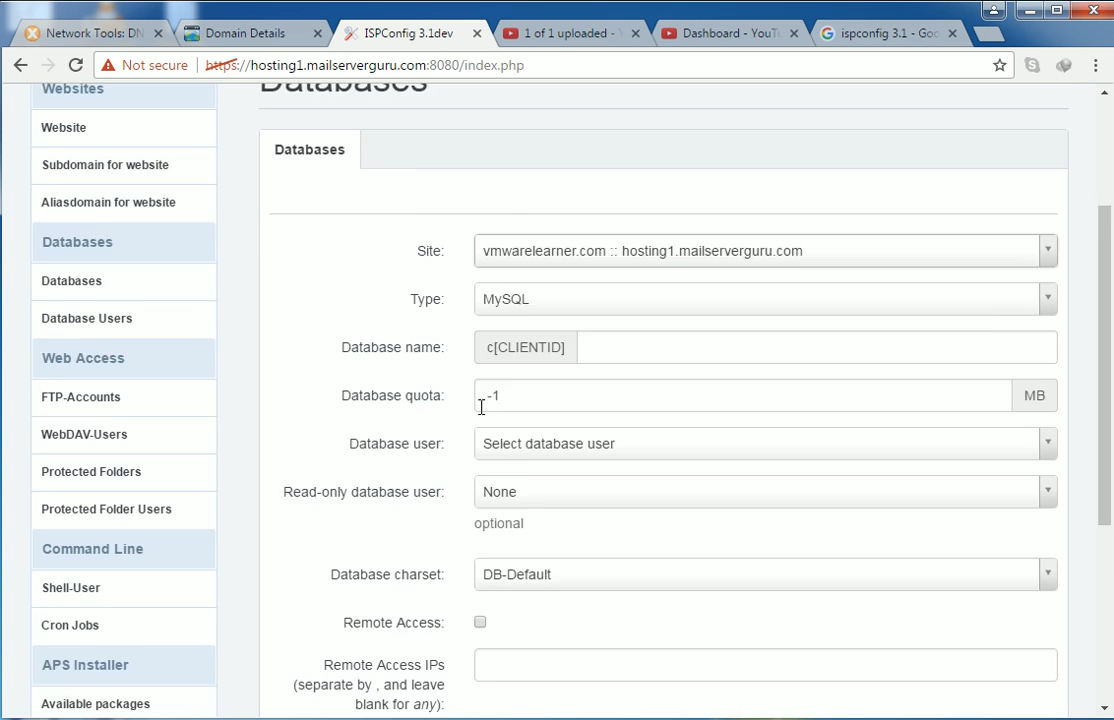 Network Tools: DN
Domain Details
ISPConfig 3.1dev
1 of 1 uploaded - Y
Dashboard - YouTu
ispconfig 3.1 - Goo
Not secure https://hosting1.mailserverguru.com:8080/index.php
Websites
Website
Subdomain for website
Aliasdomain for website
Databases
Databases
Database Users
Web Access
FTP-Accounts
WebDAV-Users
Protected Folders
Protected Folder Users
Command Line
Shell-User
Cron Jobs
APS Installer
Available packages
Databases
Databases
Site: vmwarelearner.com :: hosting1.mailserverguru.com
Type: MySQL
Database name: c[CLIENTID]
Database quota: -1 MB
Database user: Select database user
Read-only database user: None
optional
Database charset: DB-Default
Remote Access:
Remote Access IPs
(separate by , and leave
blank for any):